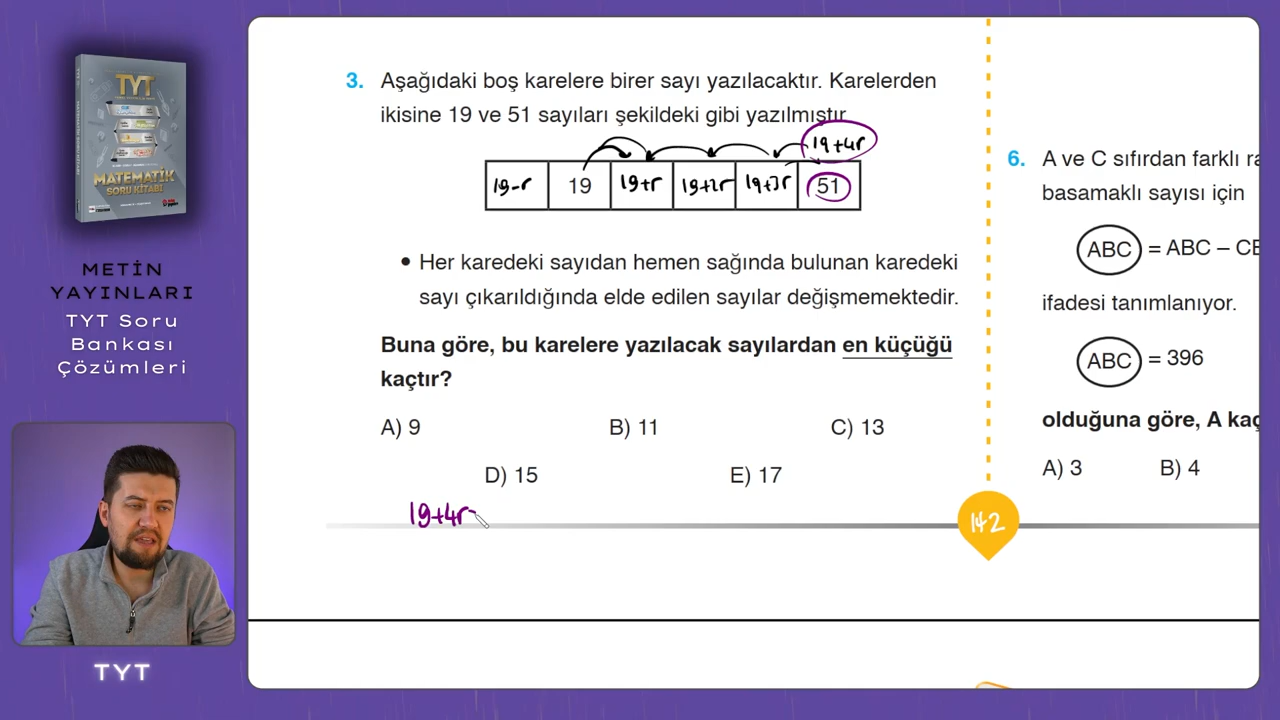 TYT
MATEMATİK
SORU KİTABI
METİN
YAYINLARI
TYT Soru
Bankası
Çözümleri
TYT
3. Aşağıdaki boş karelere birer sayı yazılacaktır. Karelerden
ikisine 19 ve 51 sayıları şekildeki gibi yazılmıştır
19+4r
19-r 19 19+r 19+2r 19+3r 51
• Her karedeki sayıdan hemen sağında bulunan karedeki
sayı çıkarıldığında elde edilen sayılar değişmemektedir.
Buna göre, bu karelere yazılacak sayılardan en küçüğü
kaçtır?
A) 9 B) 11 C) 13
D) 15 E) 17
19+4r
142
6. A ve C sıfırdan farklı
basamaklı sayısı için
ABC = ABC –
ifadesi tanımlanıyor.
ABC = 396
olduğuna göre, A
A) 3 B) 4